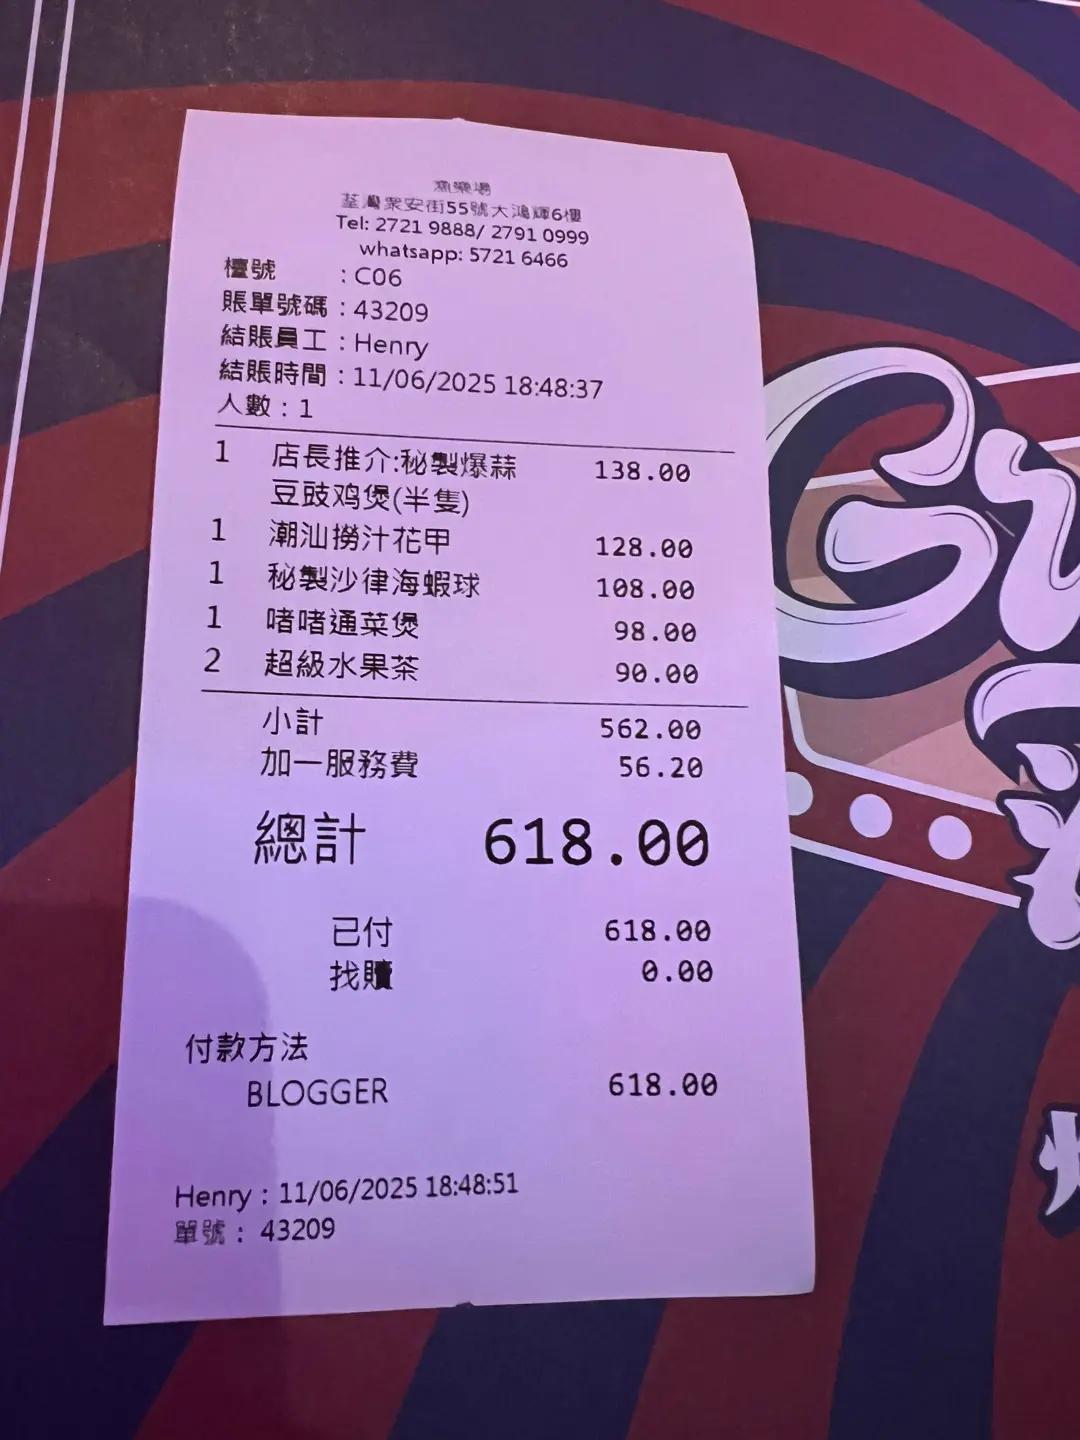 漁樂場
荃灣眾安街55號大鴻輝6樓
Tel: 2721 9888/ 2791 0999
whatsapp: 5721 6466
檯號 : C06
賬單號碼 : 43209
結賬員工 : Henry
結賬時間 : 11/06/2025 18:48:37
人數 : 1
1 店長推介:秘製爆蒜 138.00
豆豉鸡煲(半隻)
1 潮汕撈汁花甲 128.00
1 秘製沙律海蝦球 108.00
1 啫啫通菜煲 98.00
2 超級水果茶 90.00
小計 562.00
加一服務費 56.20
總計 618.00
已付 618.00
找贖 0.00
付款方法
BLOGGER 618.00
Henry : 11/06/2025 18:48:51
單號 : 43209